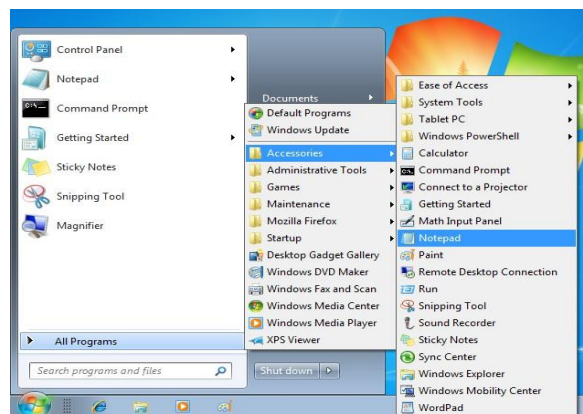 Control Panel
Notepad
Command Prompt
Getting Started
Sticky Notes
Snipping Tool
Magnifier
All Programs
Search programs and files
Documents
Shut down
Default Programs
Windows Update
Accessories
Administrative Tools
Games
Maintenance
Mozilla Firefox
Startup
Desktop Gadget Gallery
Windows DVD Maker
Windows Fax and Scan
Windows Media Center
Windows Media Player
XPS Viewer
Ease of Access
System Tools
Tablet PC
Windows PowerShell
Calculator
Command Prompt
Connect to a Projector
Getting Started
Math Input Panel
Notepad
Paint
Remote Desktop Connection
Run
Snipping Tool
Sound Recorder
Sticky Notes
Sync Center
Windows Explorer
Windows Mobility Center
WordPad